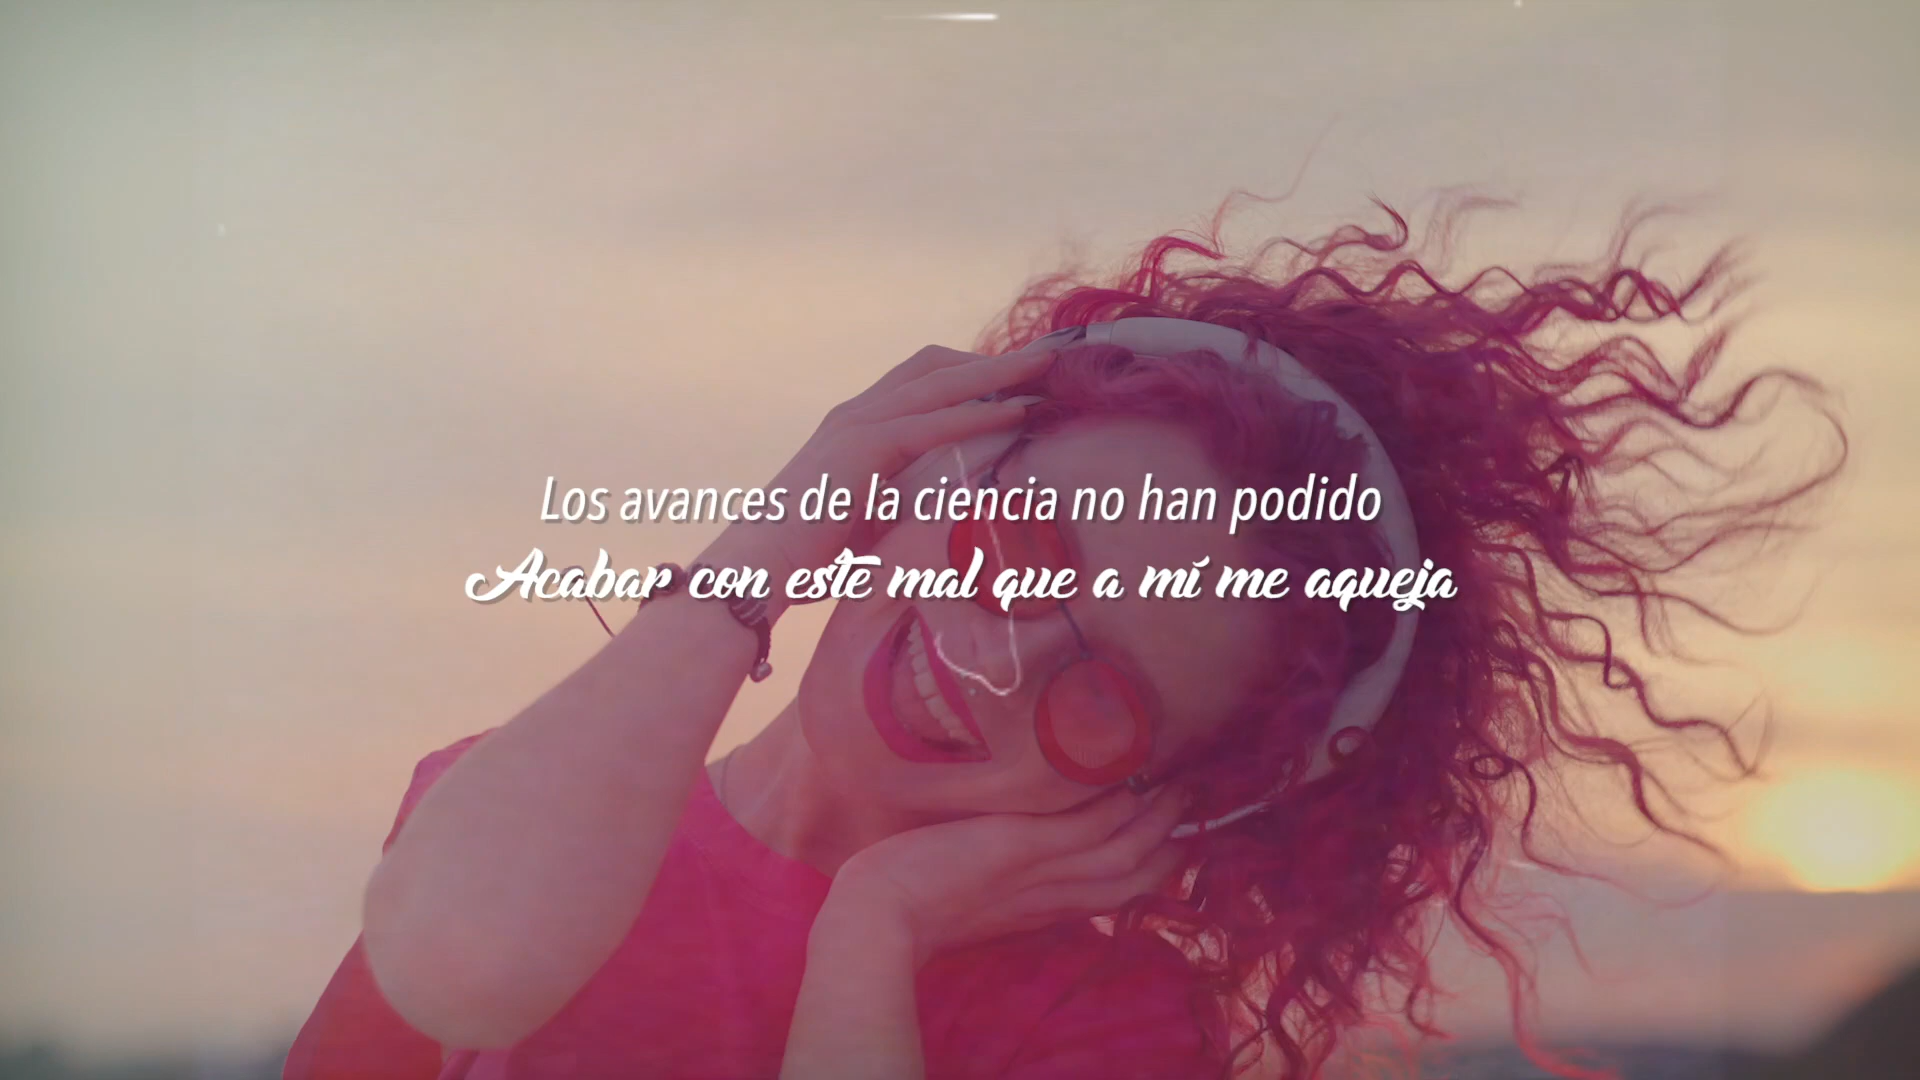 Los avances de la ciencia no han podido
Acabar con este mal que a mí me aqueja